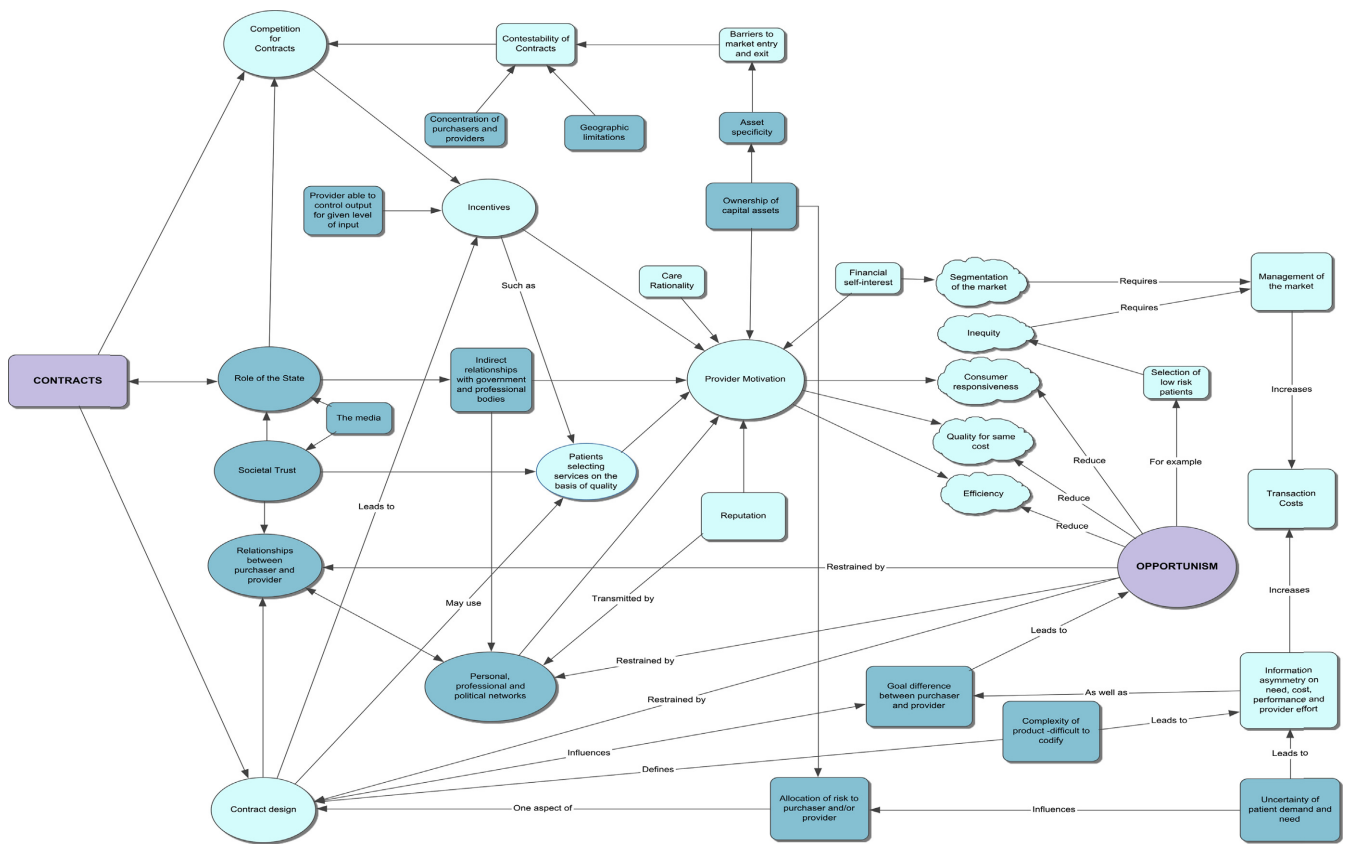 Competition
for
Contracts
Contestability of
Contracts
Barriers to
market entry
and exit
Concentration of
purchasers and
providers
Geographic
limitations
Asset
specificity
Provider able to
control output
for given level
of input
Incentives
Ownership of
capital assets
Such as
Care
Rationality
Financial
self-interest
Segmentation
of the market
Requires
Management of
the market
Requires
Inequity
CONTRACTS
Role of the State
Indirect
relationships
with government
and professional
bodies
Provider Motivation
Consumer
responsiveness
Selection of
low risk
patients
Increases
The media
Quality for same
cost
Societal Trust
Patients
selecting
services on the
basis of quality
Reduce
For example
Leads to
Efficiency
Reduce
Transaction
Costs
Reputation
Reduce
Relationships
between
purchaser and
provider
Restrained by
OPPORTUNISM
May use
Transmitted by
Increases
Leads to
Restrained by
Personal,
professional and
political networks
Restrained by
Goal difference
between purchaser
and provider
As well as
Information
asymmetry on
need, cost,
performance and
provider effort
Complexity of
product -difficult to
codify
Leads to
Influences
Defines
Leads to
Contract design
One aspect of
Allocation of risk to
purchaser and/or
provider
Influences
Uncertainty of
patient demand and
need